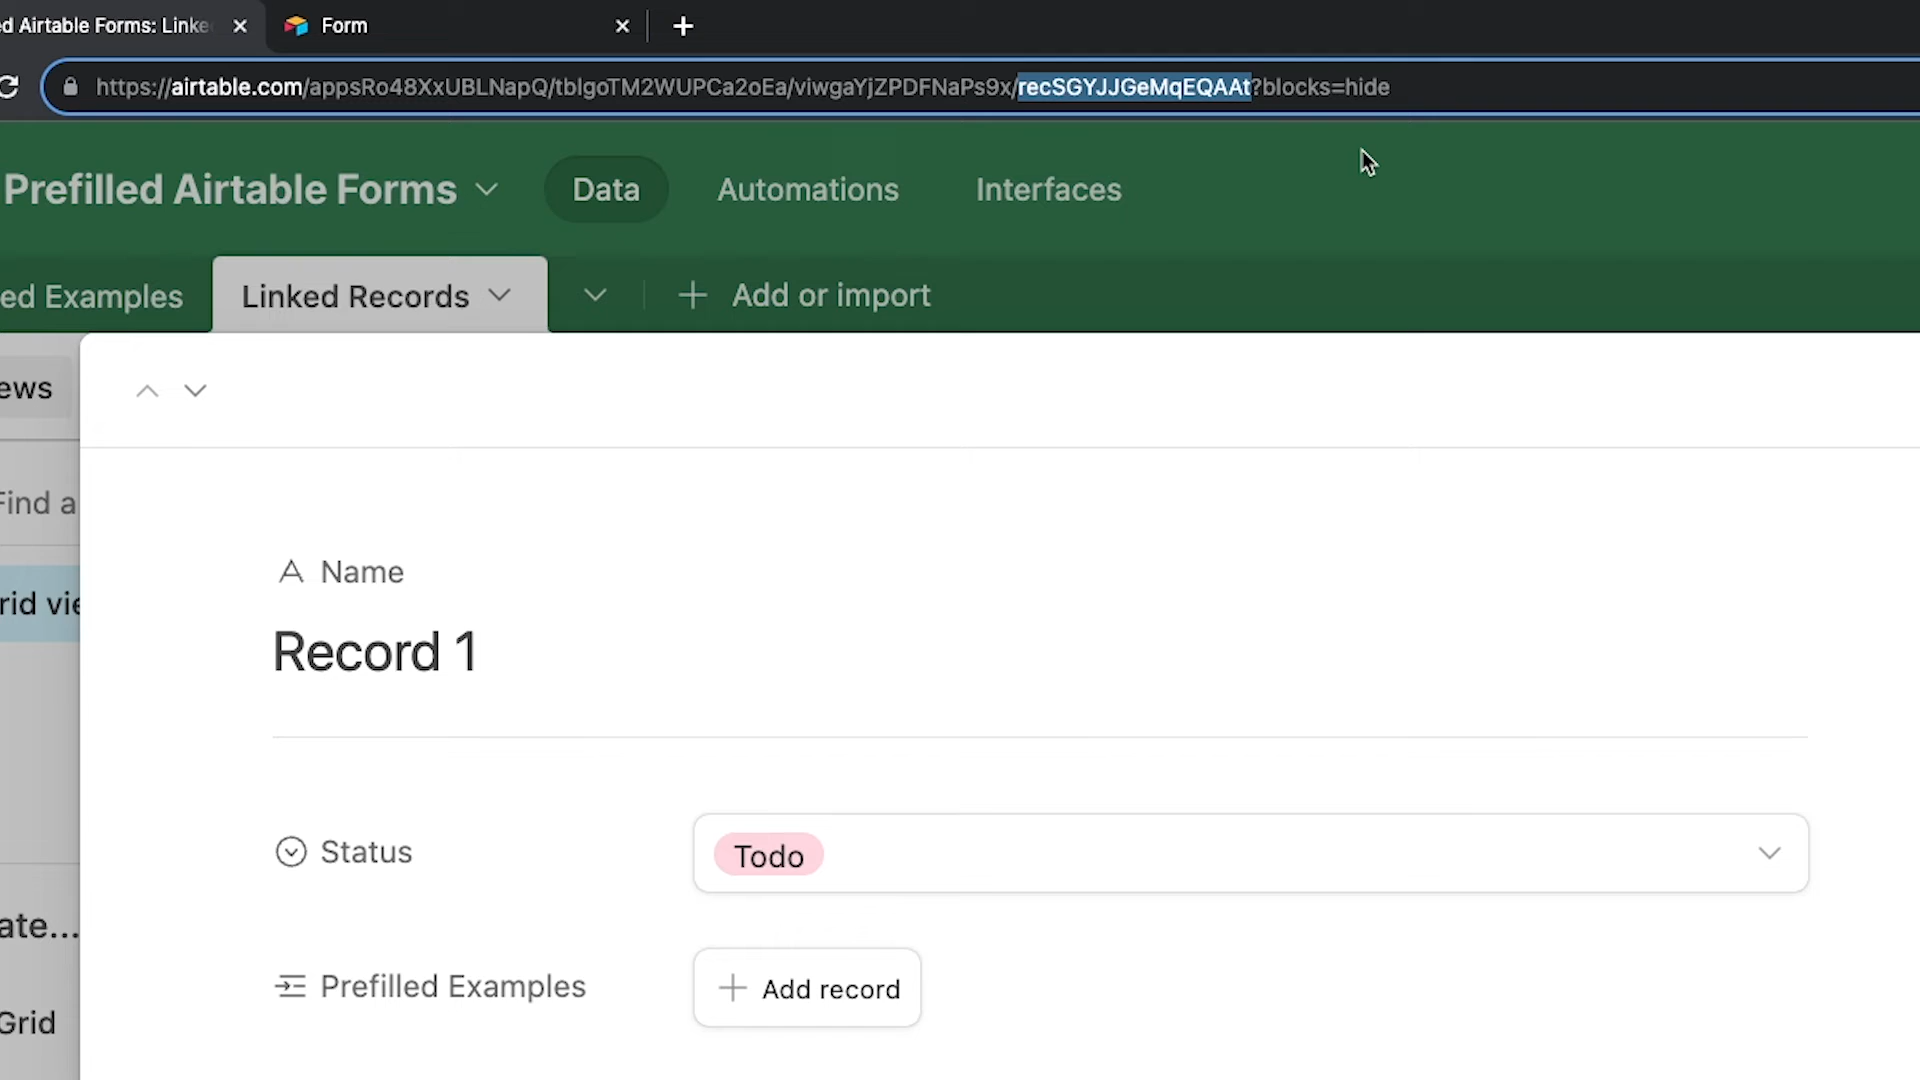 ed Airtable Forms: Linke
Form
https://airtable.com/appsRo48XxUBLNapQ/tblgoTM2WUPCa2oEa/viwgaYjZPDFNaPs9x/recSGYJJGeMqEQAAt?blocks=hide
Prefilled Airtable Forms
Data
Automations
Interfaces
ed Examples
Linked Records
Add or import
ews
Find a
Name
rid vie
Record 1
Status
Todo
ate...
Prefilled Examples
Add record
Grid